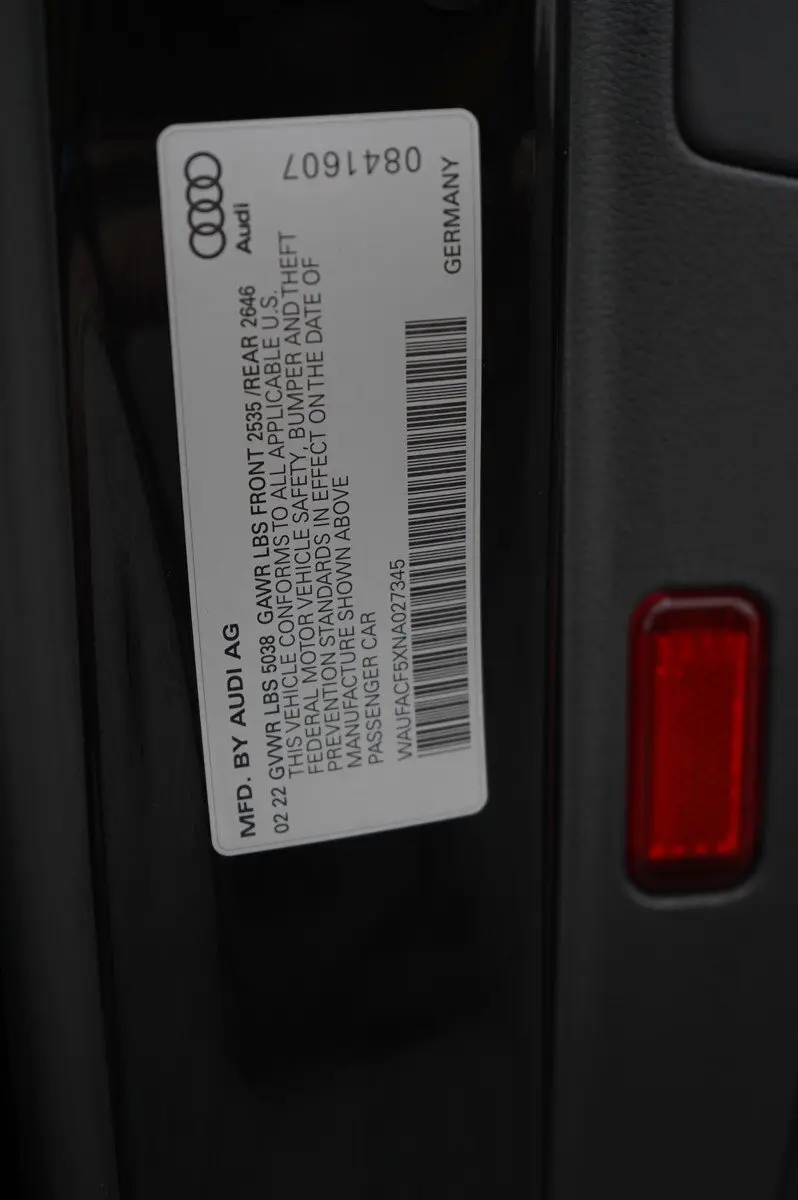 MFD. BY AUDI AG
Audi
02 22 GVWR LBS 5038 GAWR LBS FRONT 2535 /REAR 2646
THIS VEHICLE CONFORMS TO ALL APPLICABLE U.S.
FEDERAL MOTOR VEHICLE SAFETY, BUMPER AND THEFT
PREVENTION STANDARDS IN EFFECT ON THE DATE OF
MANUFACTURE SHOWN ABOVE
PASSENGER CAR
WAUFACF5XNA027345
GERMANY
0841607